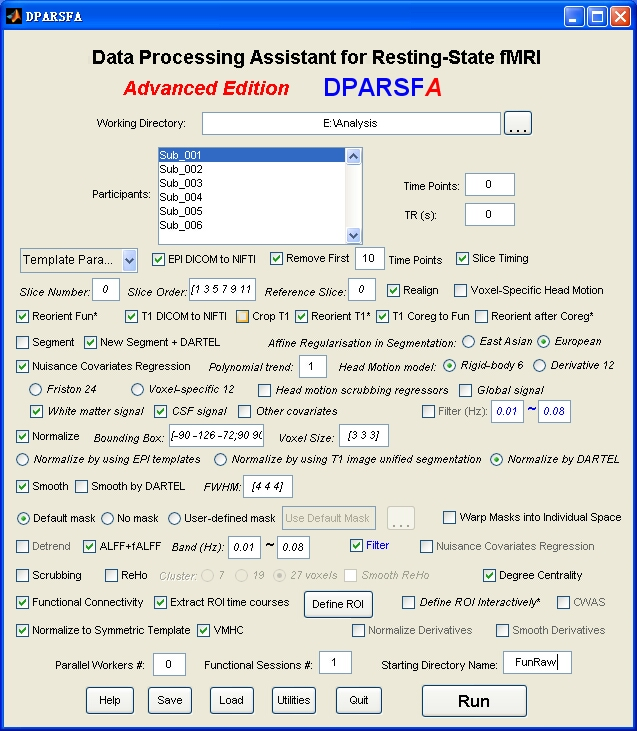 DPARSFA
Data Processing Assistant for Resting-State fMRI
Advanced Edition DPARSFA
Working Directory: E:\Analysis ...
Participants: Sub_001
Sub_002
Sub_003
Sub_004
Sub_005
Sub_006
Time Points: 0
TR (s): 0
Template Para... EPI DICOM to NIFTI Remove First 10 Time Points Slice Timing
Slice Number: 0 Slice Order: [1 3 5 7 9 11 Reference Slice: 0 Realign Voxel-Specific Head Motion
Reorient Fun* T1 DICOM to NIFTI Crop T1 Reorient T1* T1 Coreg to Fun Reorient after Coreg*
Segment New Segment + DARTEL Affine Regularisation in Segmentation: East Asian European
Nuisance Covariates Regression Polynomial trend: 1 Head Motion model: Rigid-body 6 Derivative 12
Friston 24 Voxel-specific 12 Head motion scrubbing regressors Global signal
White matter signal CSF signal Other covariates Filter (Hz): 0.01 ~ 0.08
Normalize Bounding Box: [-90 -126 -72;90 90 Voxel Size: [3 3 3]
Normalize by using EPI templates Normalize by using T1 image unified segmentation Normalize by DARTEL
Smooth Smooth by DARTEL FWHM: [4 4 4]
Default mask No mask User-defined mask Use Default Mask ... Warp Masks into Individual Space
Detrend ALFF+fALFF Band (Hz): 0.01 ~ 0.08 Filter Nuisance Covariates Regression
Scrubbing ReHo Cluster: 7 19 27 voxels Smooth ReHo Degree Centrality
Functional Connectivity Extract ROI time courses Define ROI Define ROI Interactively* CWAS
Normalize to Symmetric Template VMHC Normalize Derivatives Smooth Derivatives
Parallel Workers #: 0 Functional Sessions #: 1 Starting Directory Name: FunRaw
Help Save Load Utilities Quit Run